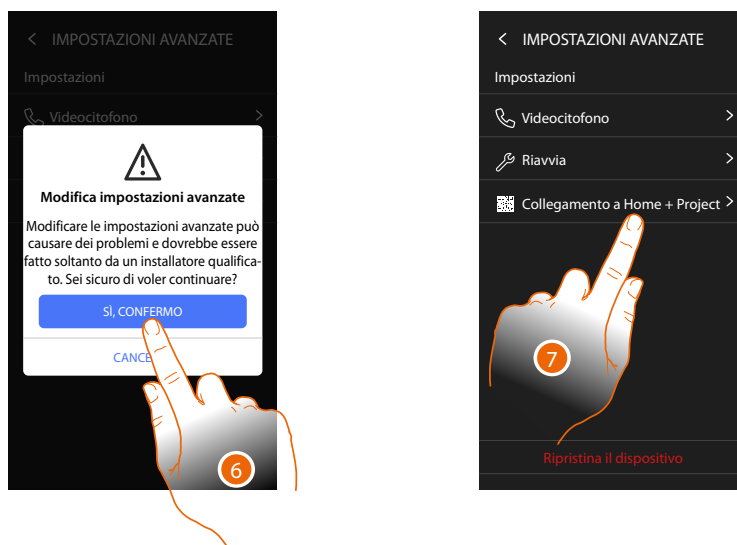 IMPOSTAZIONI AVANZATE
Impostazioni
Videocitofono
Modifica impostazioni avanzate
Modificare le impostazioni avanzate può
causare dei problemi e dovrebbe essere
fatto soltanto da un installatore qualifica-
to. Sei sicuro di voler continuare?
SÌ, CONFERMO
CANCE
6
IMPOSTAZIONI AVANZATE
Impostazioni
Videocitofono
Riavvia
Collegamento a Home + Project
7
Ripristina il dispositivo